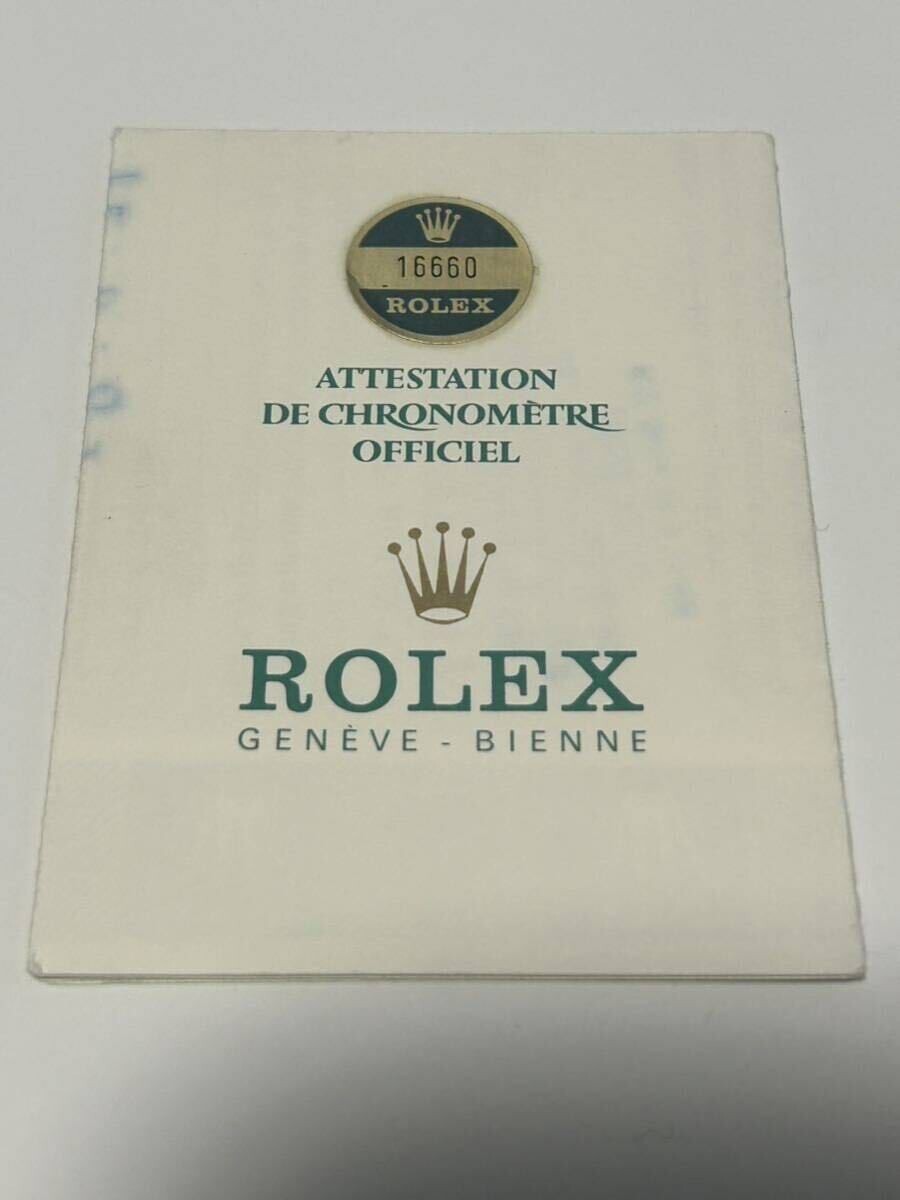 16660
ROLEX
ATTESTATION
DE CHRONOMÈTRE
OFFICIEL
ROLEX
GENÈVE - BIENNE